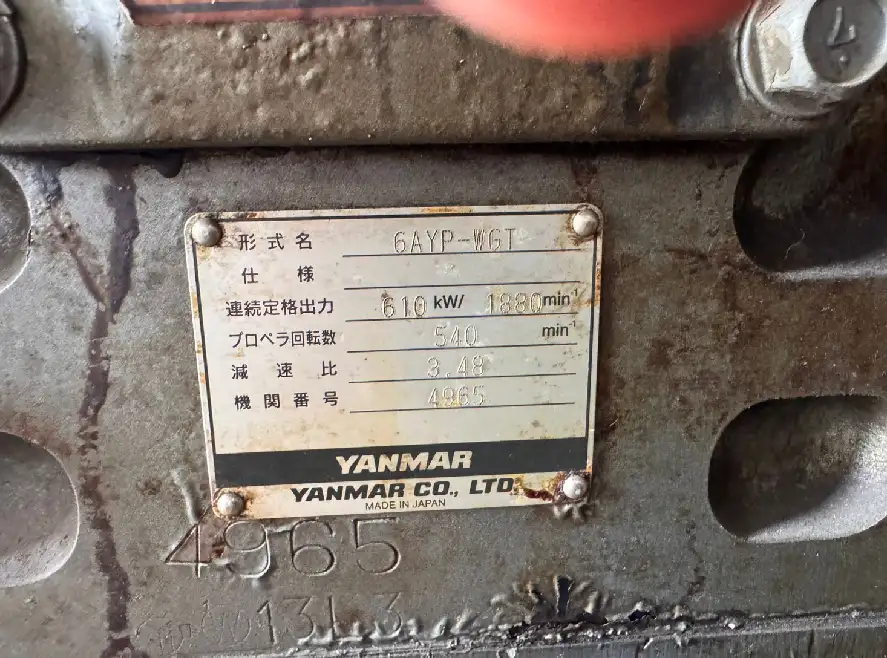 形式名 6AYP-WGT
仕様
連続定格出力 610 kW/ 1880 min⁻¹
プロペラ回転数 540 min⁻¹
減速比 3.48
機関番号 4965
YANMAR
YANMAR CO., LTD.
MADE IN JAPAN
4965
13L3
7